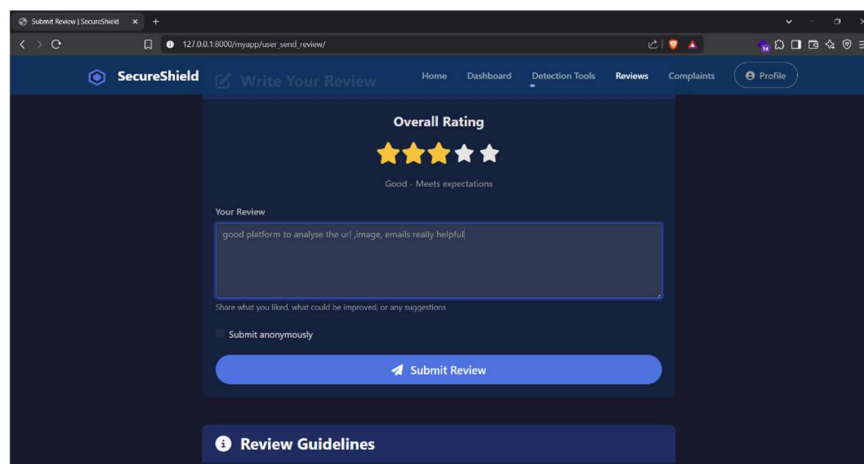 Submit Review | SecureShield
127.0.0.1:8000/myapp/user_send_review/
14
SecureShield
Write Your Review
Home Dashboard Detection Tools Reviews Complaints Profile
Overall Rating
Good - Meets expectations
Your Review
good platform to analyse the url ,image, emails really helpful
Share what you liked, what could be improved, or any suggestions
Submit anonymously
Submit Review
Review Guidelines